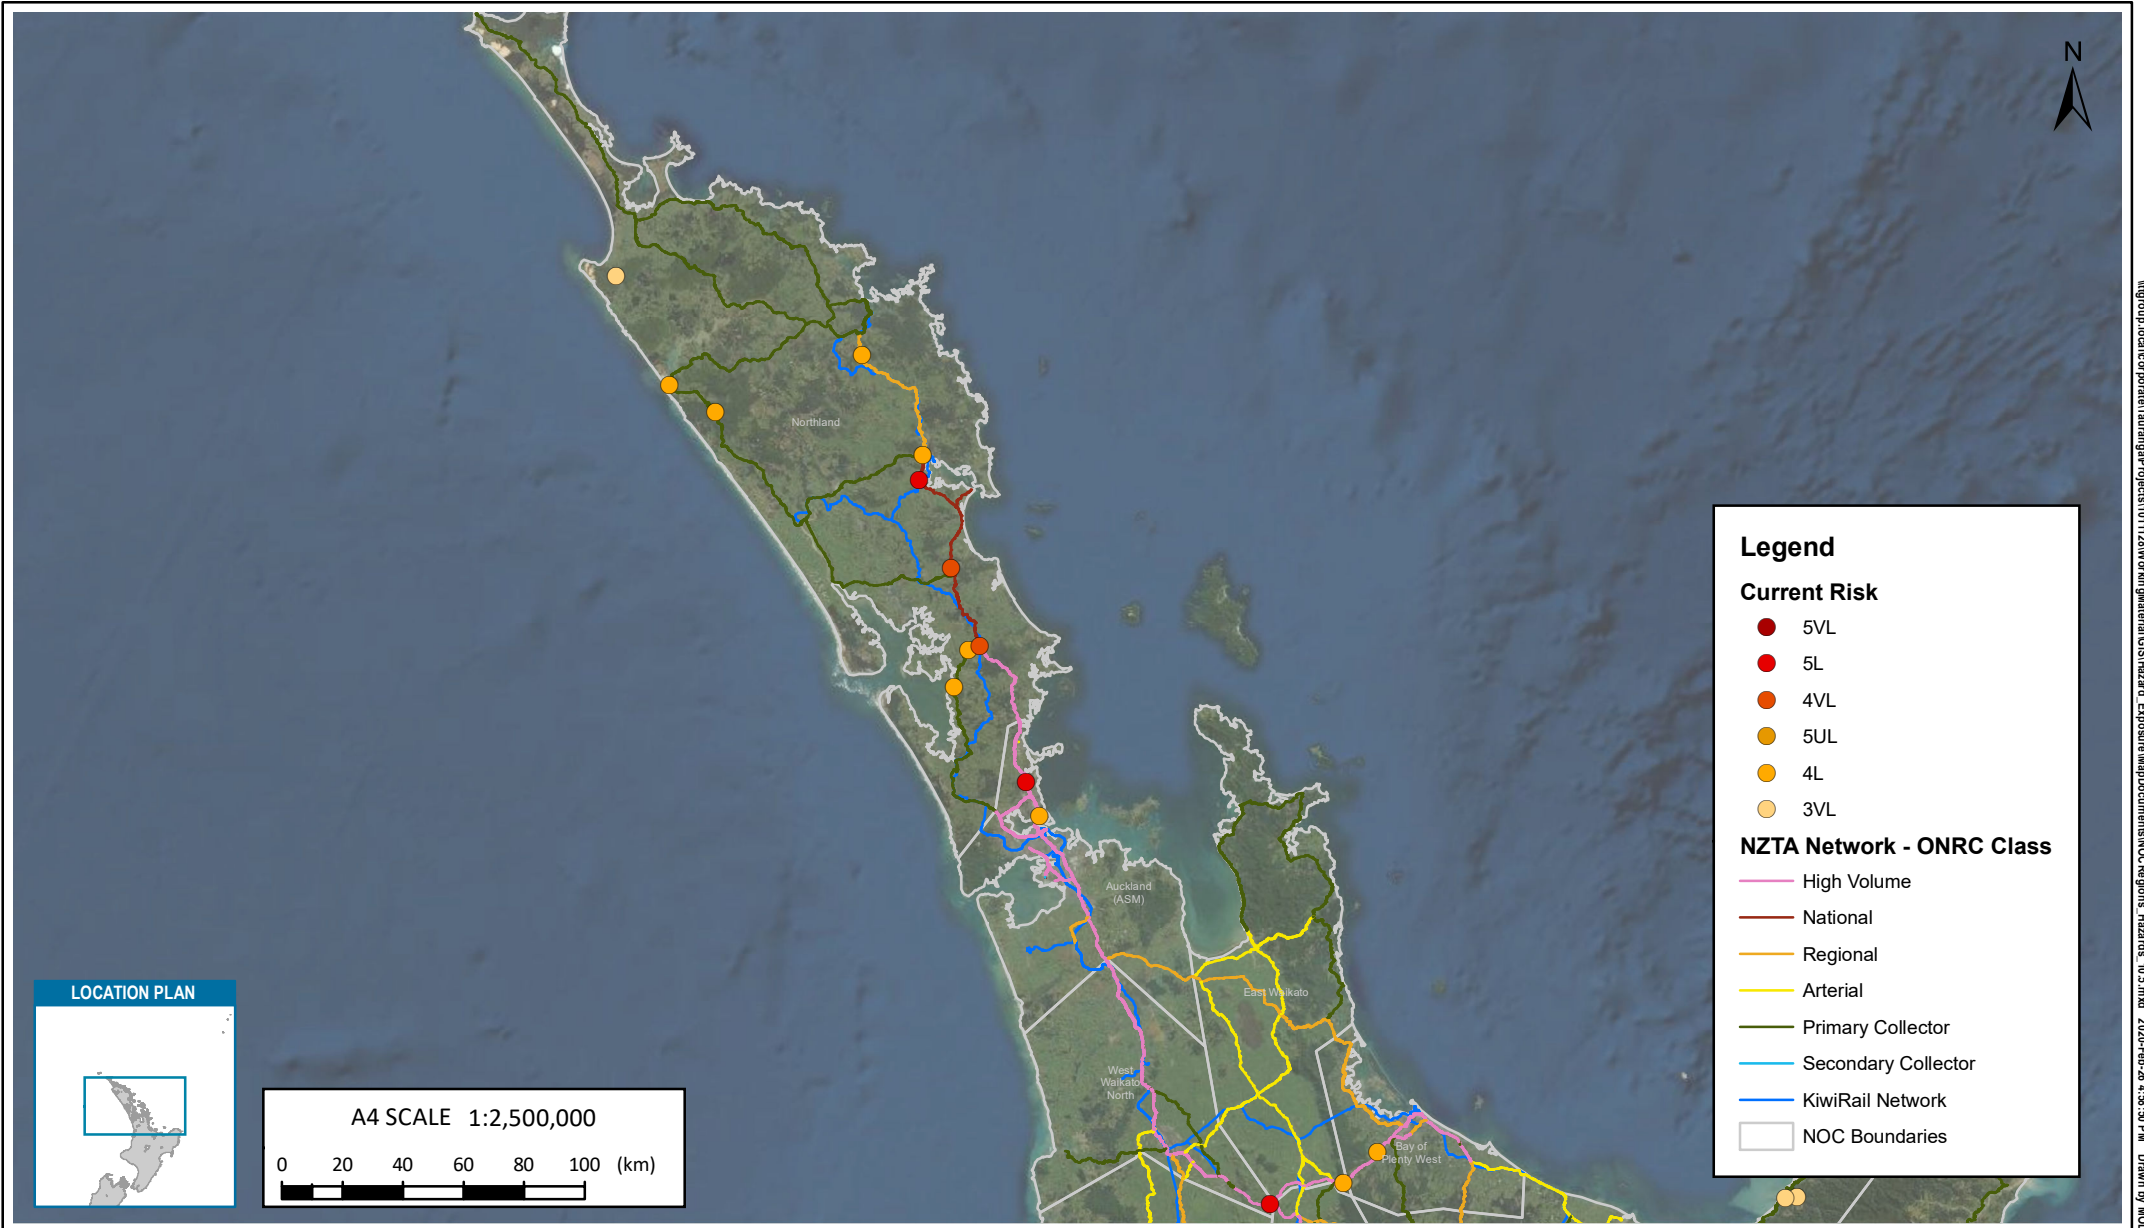 N
Northland
Auckland
(ASM)
East Waikato
West
Waikato
North
Bay of
Plenty West
Legend
Current Risk
5VL
5L
4VL
5UL
4L
3VL
NZTA Network - ONRC Class
High Volume
National
Regional
Arterial
Primary Collector
Secondary Collector
KiwiRail Network
NOC Boundaries
LOCATION PLAN
A4 SCALE 1:2,500,000
0 20 40 60 80 100 (km)